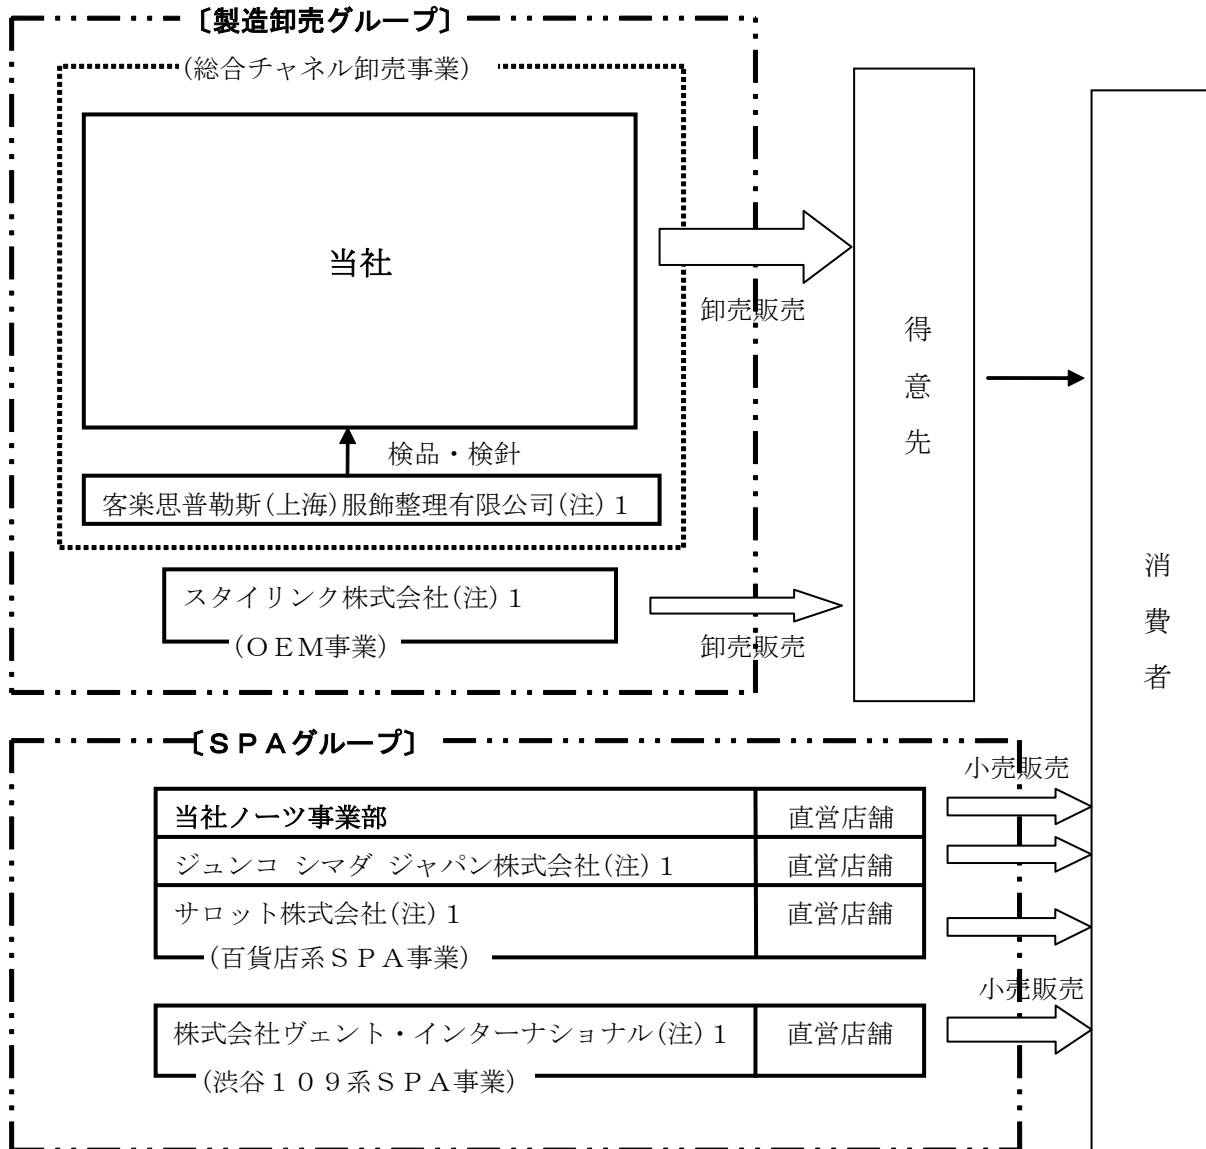 〔製造卸売グループ〕
(総合チャネル卸売事業)
当社
卸売販売
検品・検針
客楽思普勒斯(上海)服飾整理有限公司(注)１
スタイリンク株式会社(注)１
(ＯＥＭ事業)
卸売販売
得意先
消費者
〔ＳＰＡグループ〕
小売販売
当社ノーツ事業部 直営店舗
ジュンコ シマダ ジャパン株式会社(注)１ 直営店舗
サロット株式会社(注)１ 直営店舗
(百貨店系ＳＰＡ事業)
小売販売
株式会社ヴェント・インターナショナル(注)１ 直営店舗
(渋谷１０９系ＳＰＡ事業)